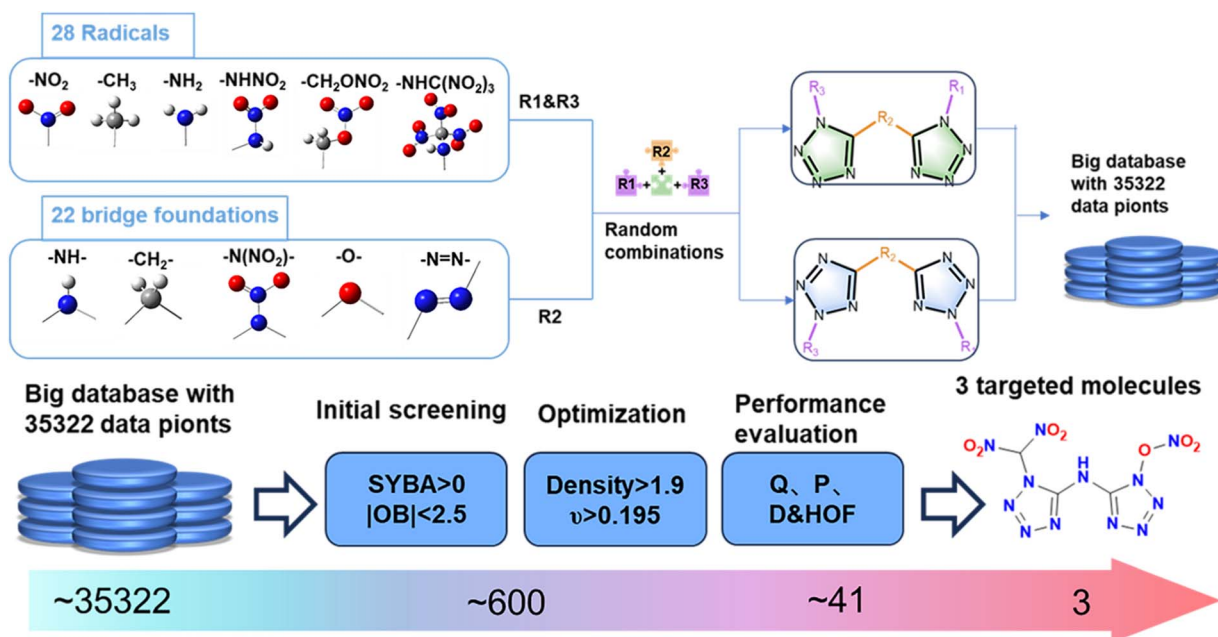 28 Radicals
-NO2 -CH3 -NH2 -NHNO2 -CH2ONO2 -NHC(NO2)3
R1&R3
22 bridge foundations
-NH- -CH2- -N(NO2)- -O- -N=N-
R2
R2
+
R1 + + R3
Random
combinations
R3 R2 R1
N N
N N
N N N N
R2
N N
N N N N
N N
R3 R1
Big database
with 35322
data pionts
Big database with
35322 data pionts
Initial screening
SYBA>0
|OB|<2.5
Optimization
Density>1.9
υ>0.195
Performance
evaluation
Q、P、
D&HOF
3 targeted molecules
NO2
O2N O NO2
H
N N N
N N N N
N N
~35322 ~600 ~41 3